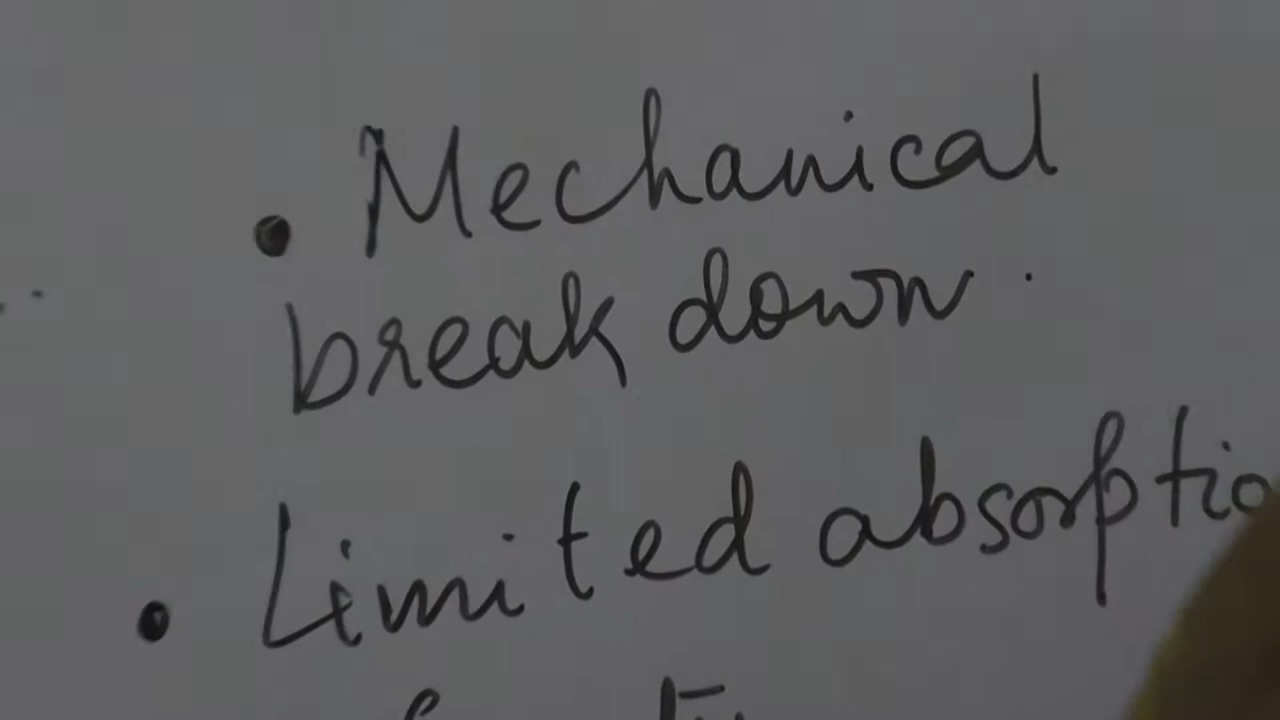 • Mechanical
break down.
• Limited absorptio